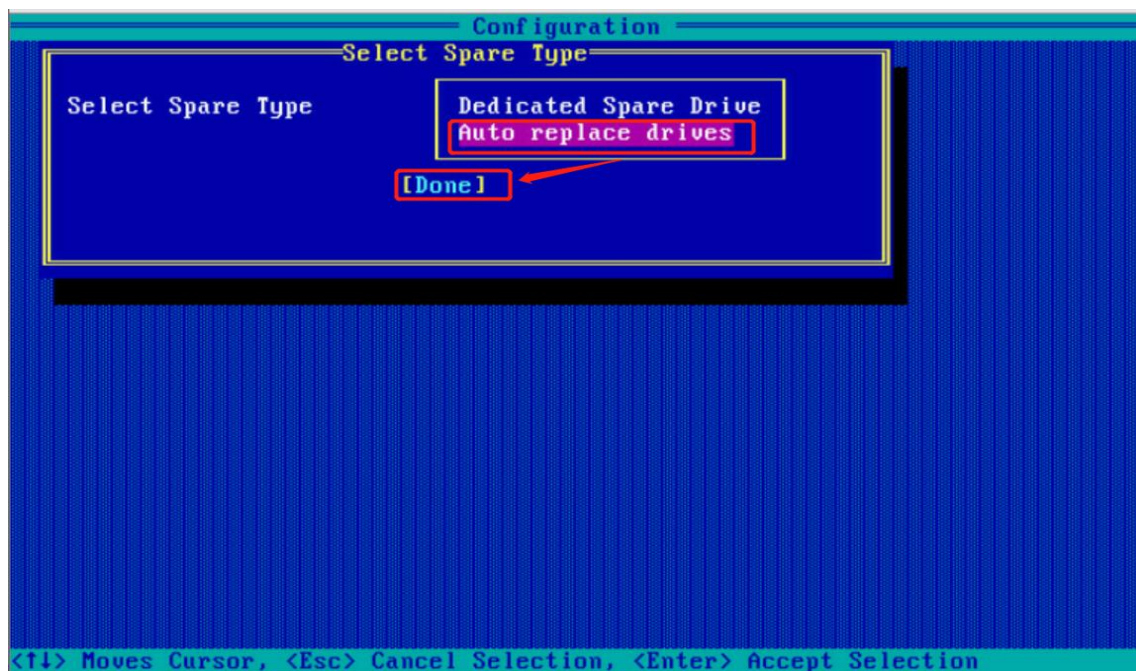 Configuration
Select Spare Type
Select Spare Type
Dedicated Spare Drive
Auto replace drives
[Done]
<↑↓> Moves Cursor, <Esc> Cancel Selection, <Enter> Accept Selection